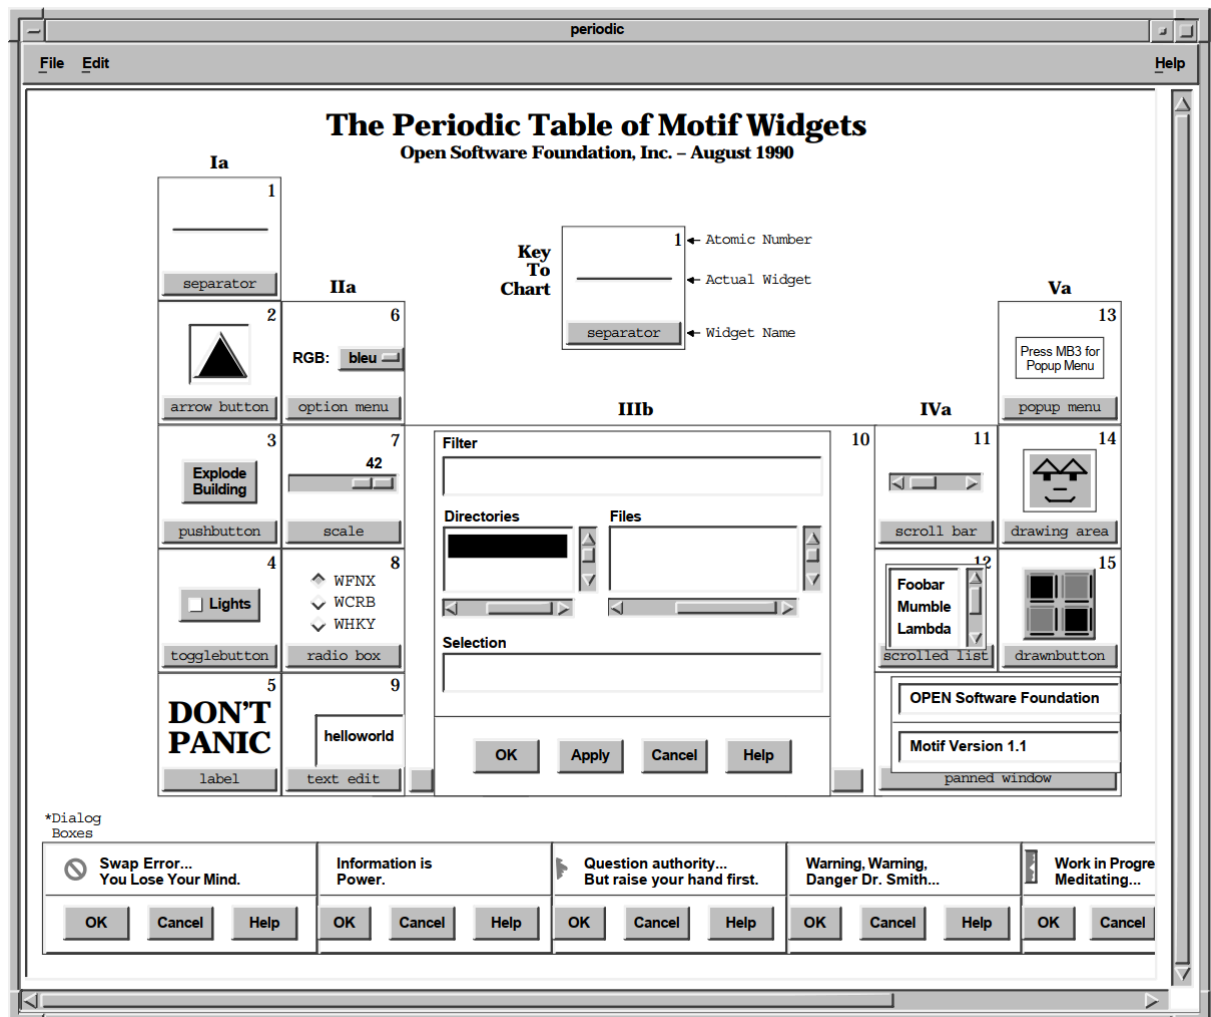 periodic
File Edit Help
The Periodic Table of Motif Widgets
Open Software Foundation, Inc. – August 1990
Ia
1
separator
Key
To
Chart
1
separator
Atomic Number
Actual Widget
Widget Name
IIa
Va
2
arrow button
6
RGB: bleu
option menu
13
Press MB3 for
Popup Menu
popup menu
IIIb
IVa
3
Explode
Building
pushbutton
7
42
scale
10
Filter
Directories Files
Selection
OK Apply Cancel Help
11
scroll bar
14
drawing area
4
Lights
togglebutton
8
WFNX
WCRB
WHKY
radio box
12
Foobar
Mumble
Lambda
scrolled list
15
drawnbutton
5
DON'T
PANIC
label
9
helloworld
text edit
OPEN Software Foundation
Motif Version 1.1
panned window
*Dialog
Boxes
Swap Error...
You Lose Your Mind.
OK Cancel Help
Information is
Power.
OK Cancel Help
Question authority...
But raise your hand first.
OK Cancel Help
Warning, Warning,
Danger Dr. Smith...
OK Cancel Help
Work in Progre
Meditating...
OK Cancel